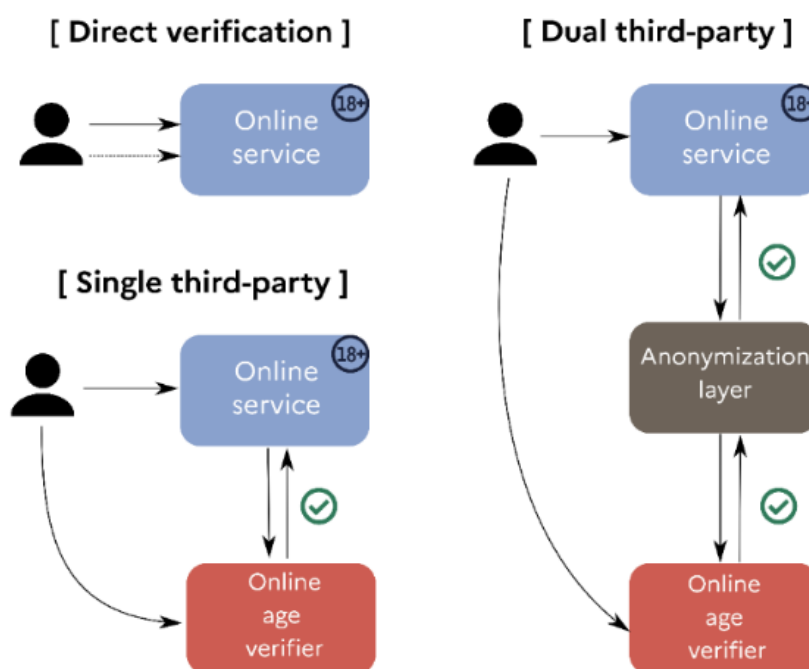 [ Direct verification ]
18+
Online
service
[ Single third-party ]
18+
Online
service
Online
age
verifier
[ Dual third-party ]
18+
Online
service
Anonymization
layer
Online
age
verifier